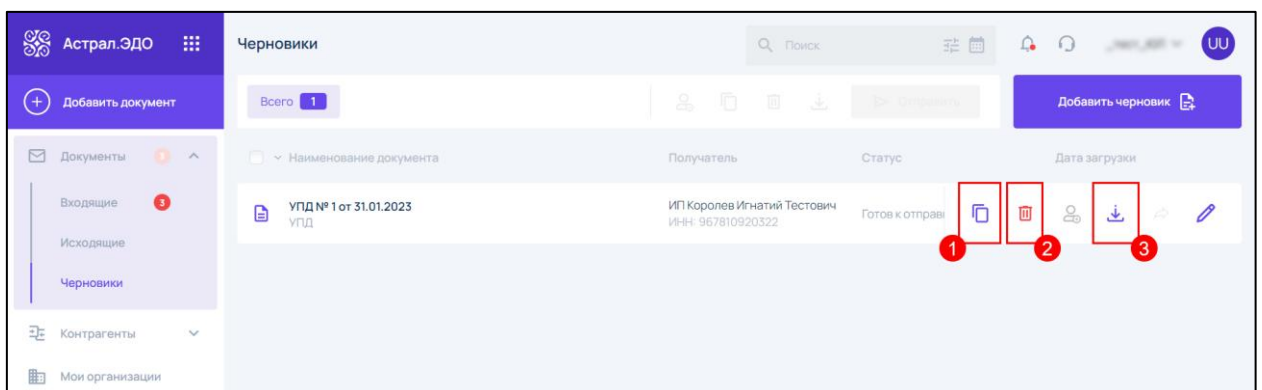 Астрал.ЭДО
Черновики
Поиск
UU
Добавить документ
Всего 1
Отправить
Добавить черновик
Документы 3
Наименование документа
Получатель
Статус
Дата загрузки
Входящие 3
УПД № 1 от 31.01.2023
УПД
ИП Королев Игнатий Тестович
ИНН: 967810920322
Готов к отправ
1
2
3
Исходящие
Черновики
Контрагенты
Мои организации